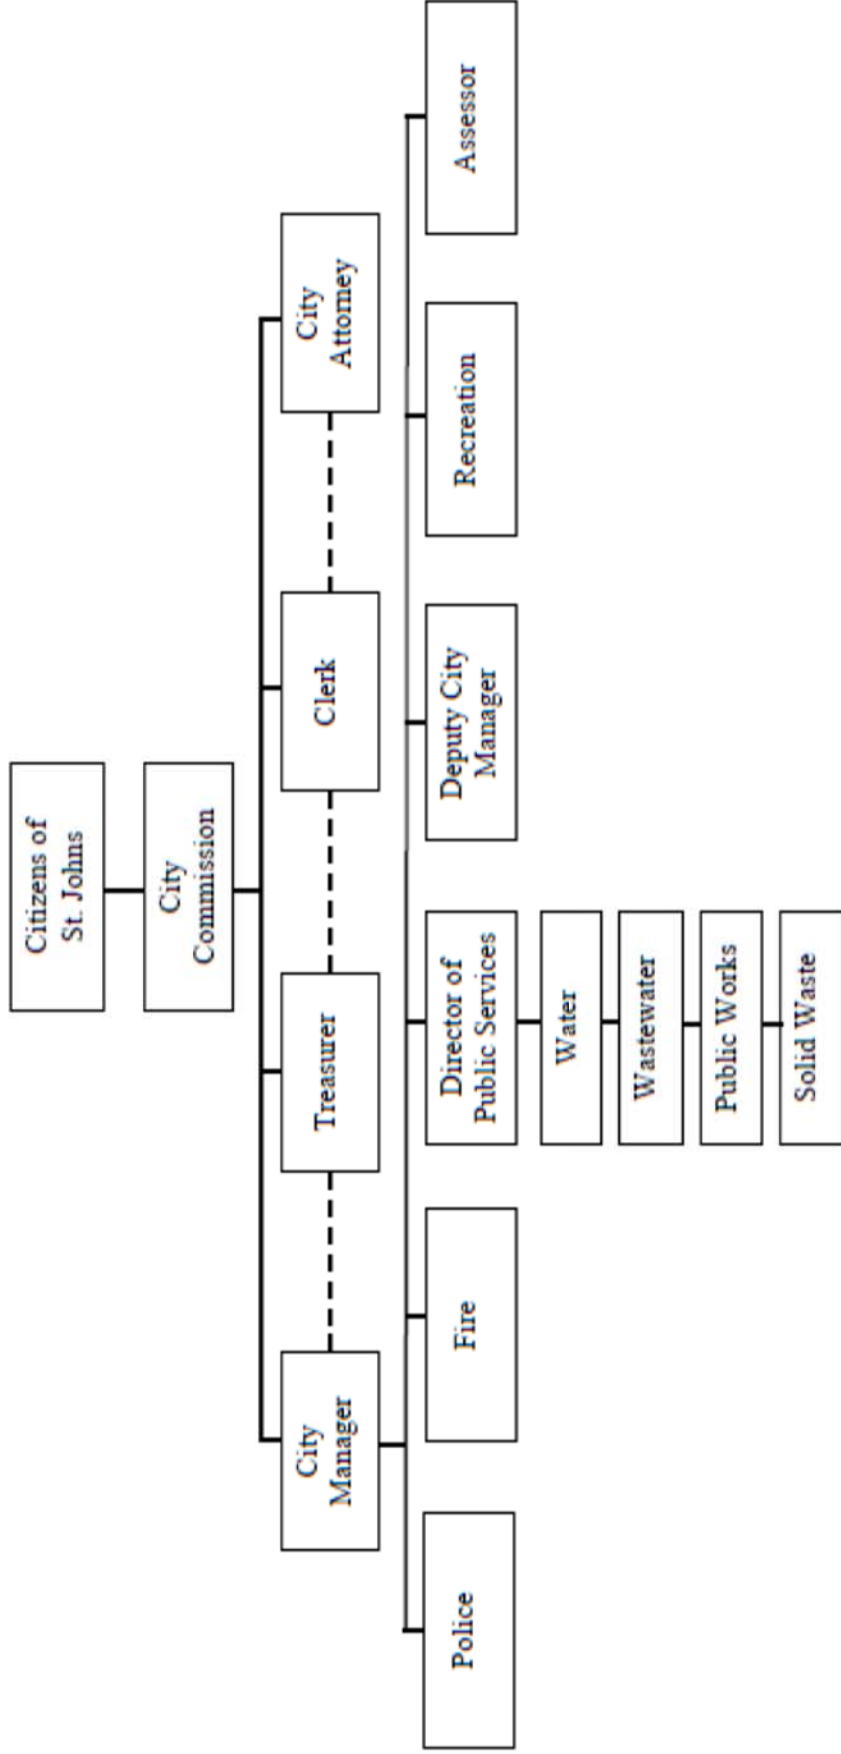 Citizens of
St. Johns
City
Commission
City
Manager
Treasurer
Clerk
City
Attorney
Police
Fire
Director of
Public Services
Deputy City
Manager
Recreation
Assessor
Water
Wastewater
Public Works
Solid Waste